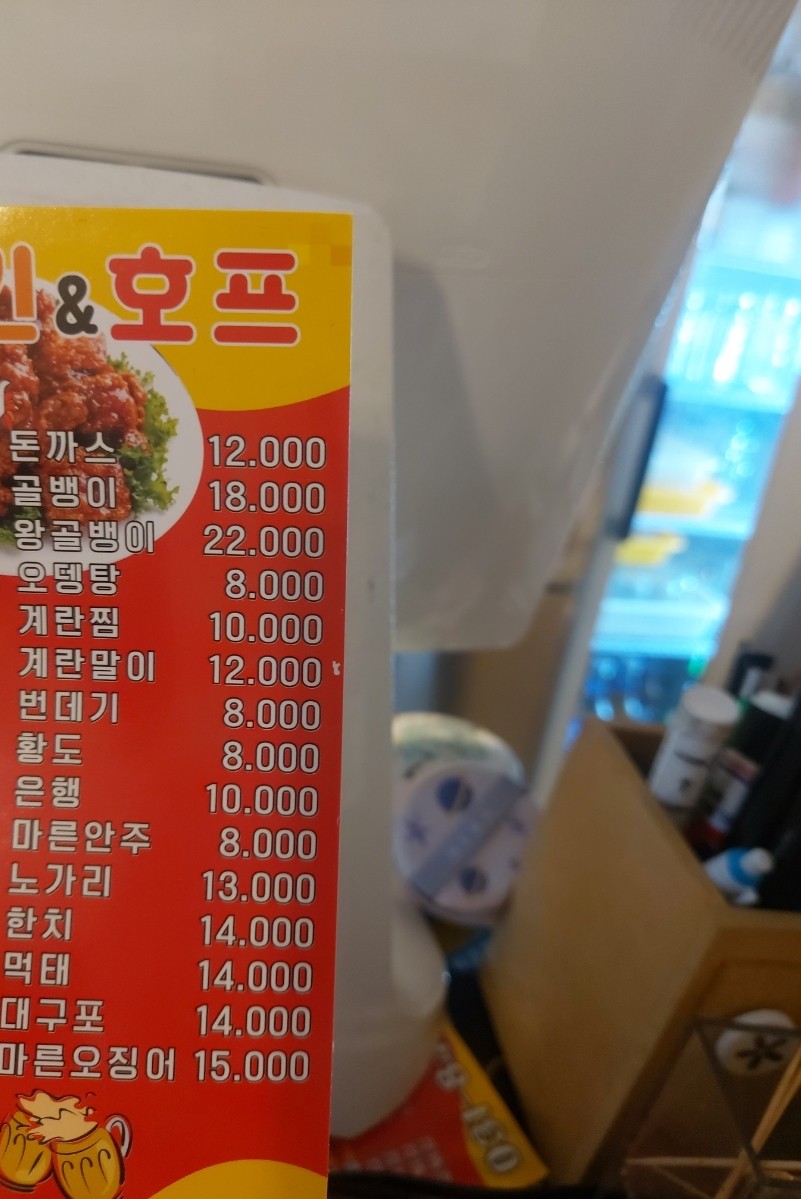 & 호프
돈까스 12.000
골뱅이 18.000
왕골뱅이 22.000
오뎅탕 8.000
계란찜 10.000
계란말이 12.000
번데기 8.000
황도 8.000
은행 10.000
마른안주 8.000
노가리 13.000
한치 14.000
먹태 14.000
대구포 14.000
마른오징어 15.000